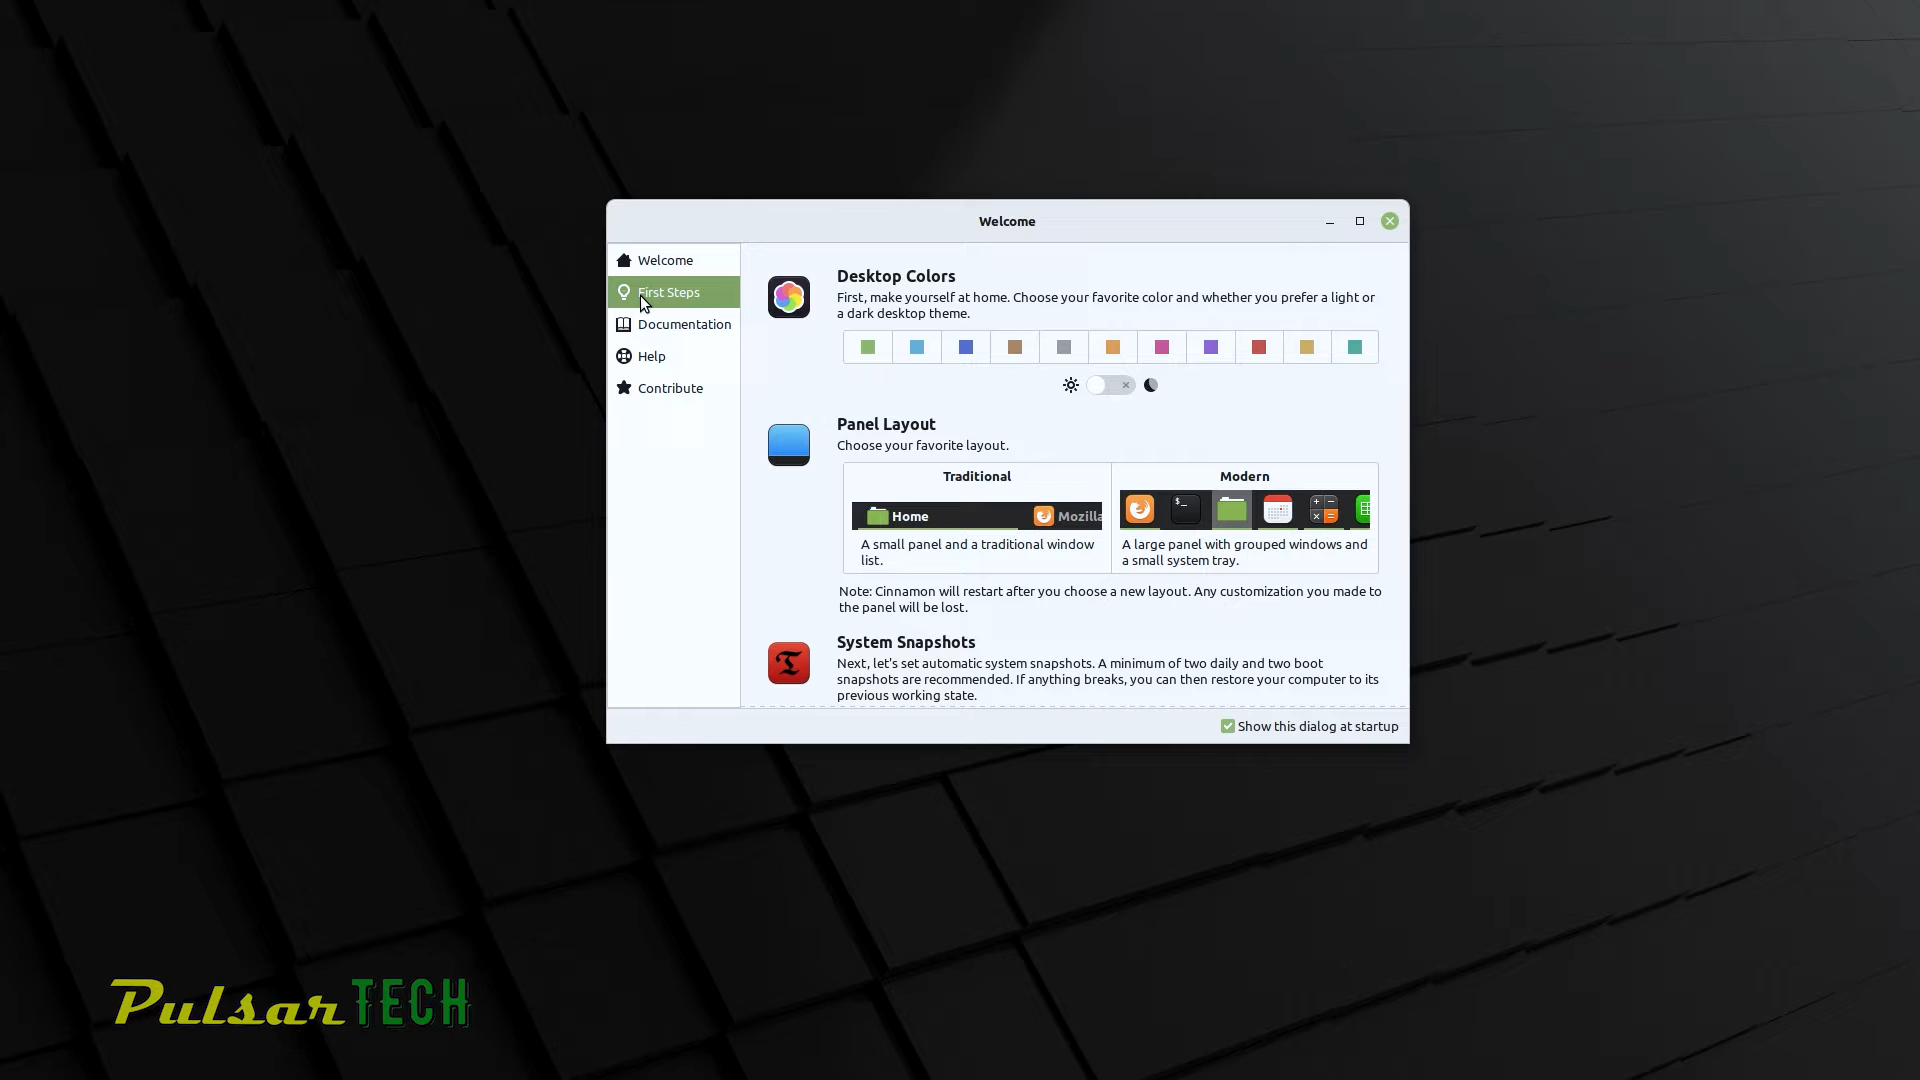 Welcome
Welcome
First Steps
Documentation
Help
Contribute
Desktop Colors
First, make yourself at home. Choose your favorite color and whether you prefer a light or
a dark desktop theme.
Panel Layout
Choose your favorite layout.
Traditional
Modern
Home
Mozilla
A small panel and a traditional window
list.
A large panel with grouped windows and
a small system tray.
Note: Cinnamon will restart after you choose a new layout. Any customization you made to
the panel will be lost.
System Snapshots
Next, let's set automatic system snapshots. A minimum of two daily and two boot
snapshots are recommended. If anything breaks, you can then restore your computer to its
previous working state.
Show this dialog at startup
Pulsar TECH